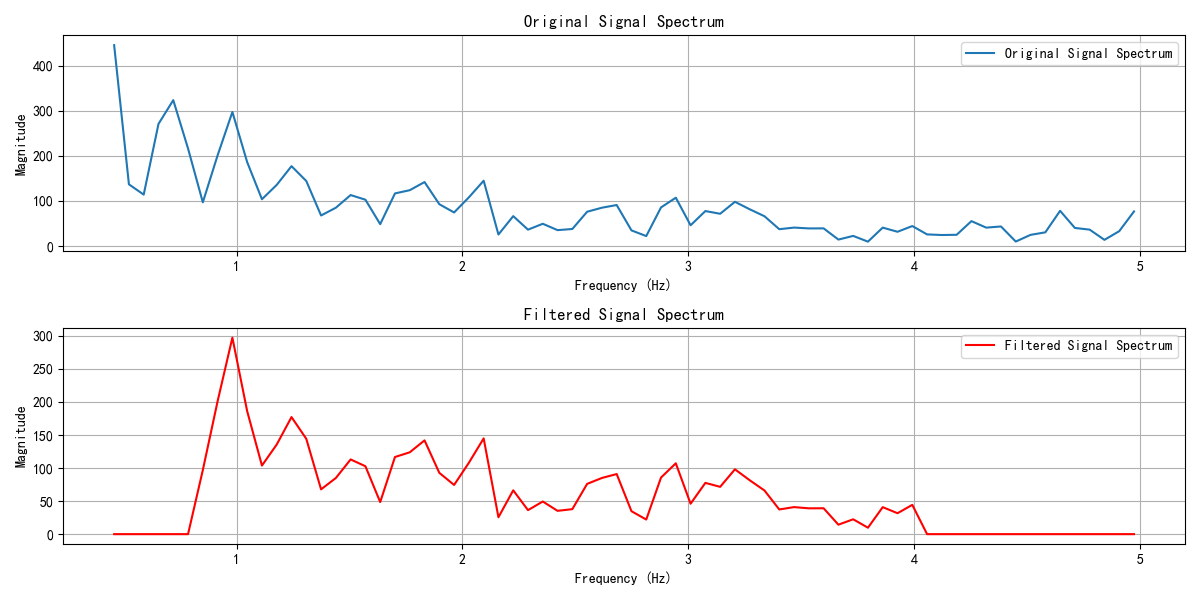 Original Signal Spectrum
Original Signal Spectrum
Magnitude
400
300
200
100
0
1 2 3 4 5
Frequency (Hz)
Filtered Signal Spectrum
Filtered Signal Spectrum
Magnitude
300
250
200
150
100
50
0
1 2 3 4 5
Frequency (Hz)